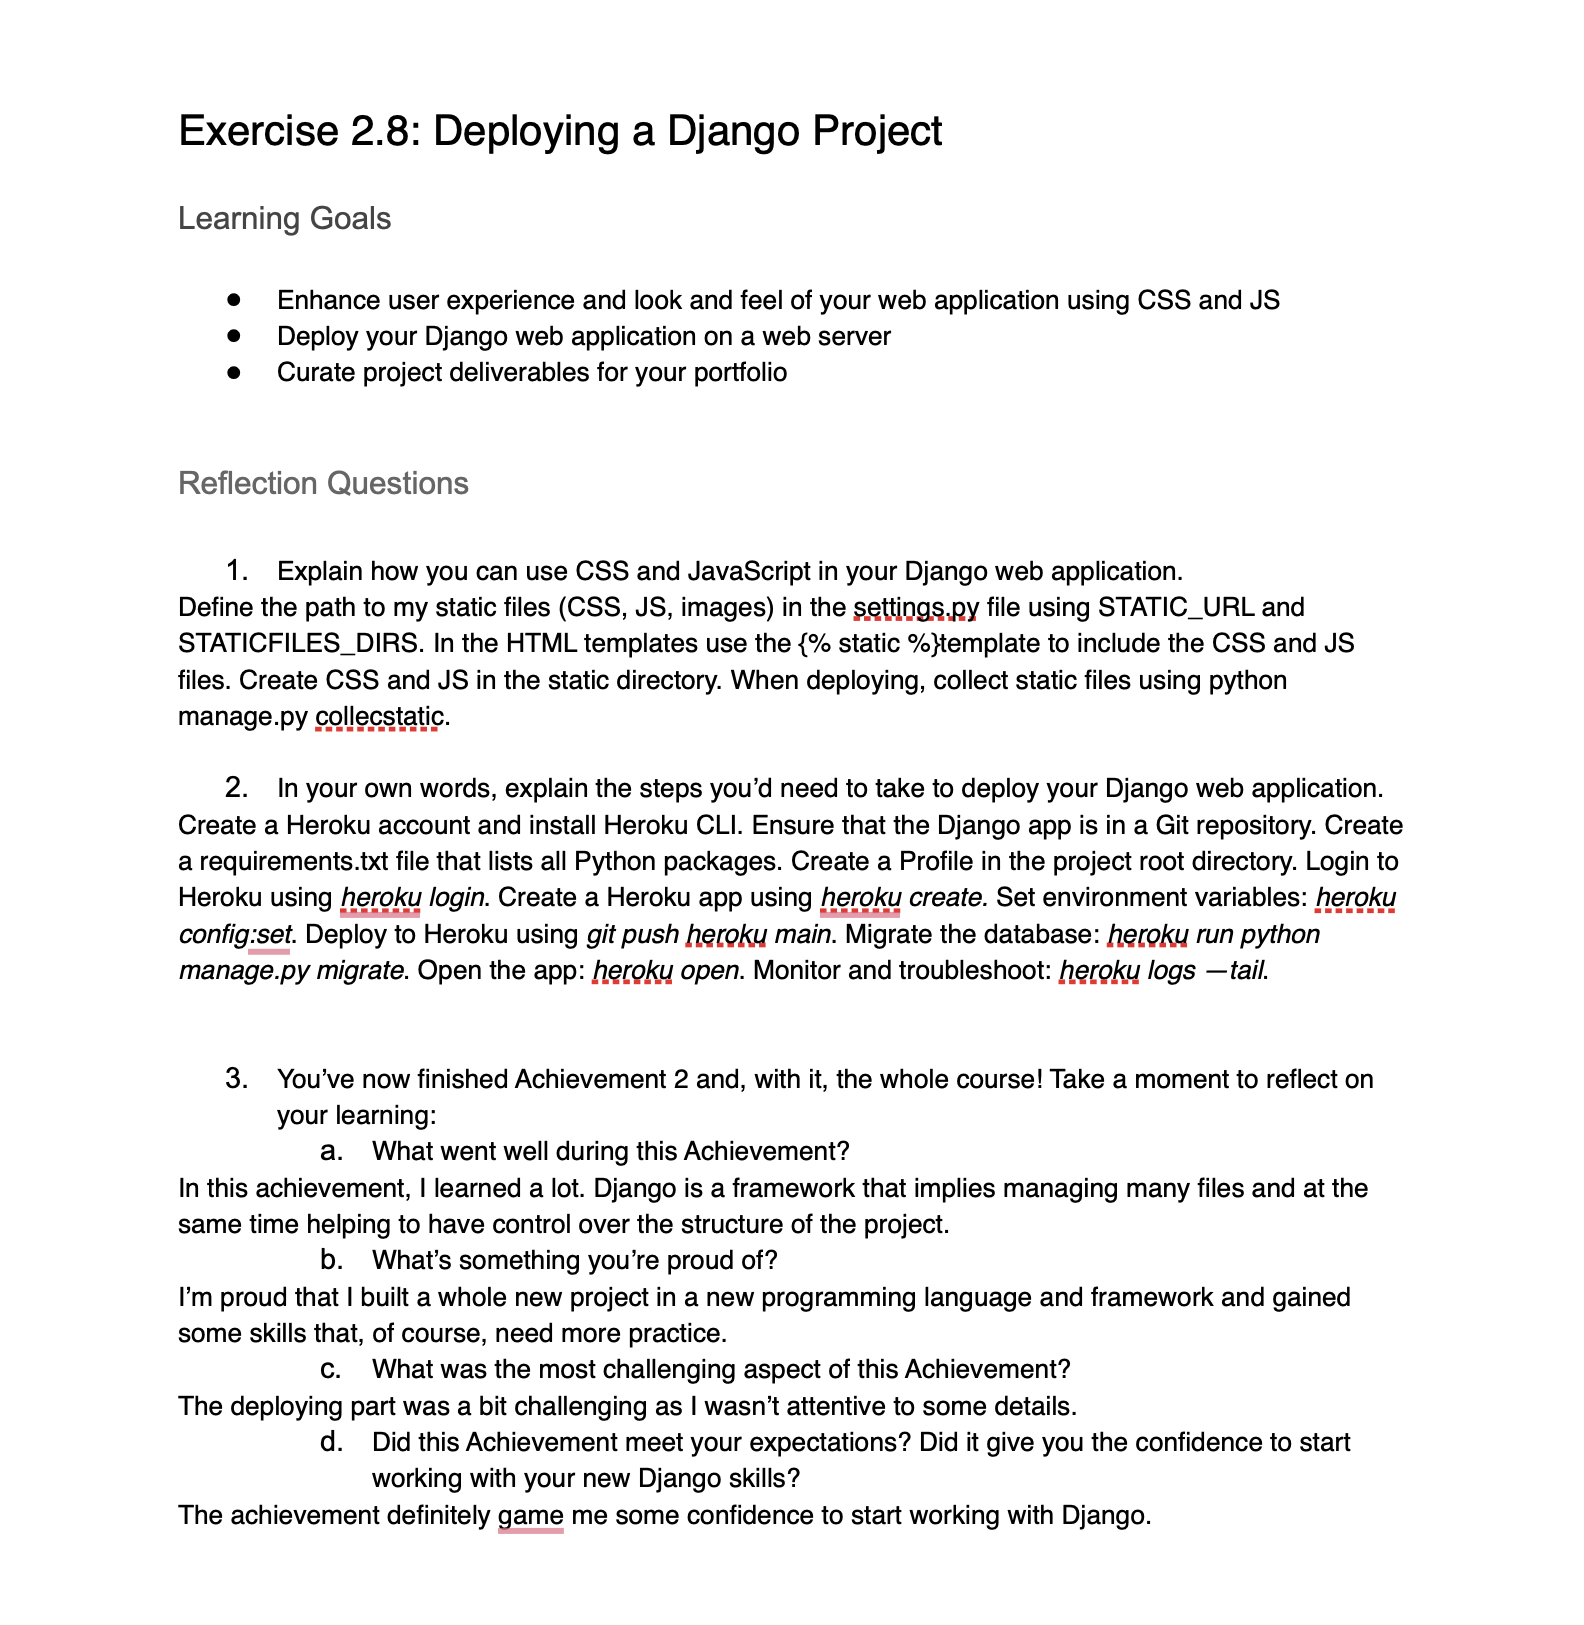 Exercise 2.8: Deploying a Django Project
Learning Goals
● Enhance user experience and look and feel of your web application using CSS and JS
● Deploy your Django web application on a web server
● Curate project deliverables for your portfolio
Reflection Questions
1. Explain how you can use CSS and JavaScript in your Django web application.
Define the path to my static files (CSS, JS, images) in the settings.py file using STATIC_URL and
STATICFILES_DIRS. In the HTML templates use the {% static %}template to include the CSS and JS
files. Create CSS and JS in the static directory. When deploying, collect static files using python
manage.py collecstatic.
2. In your own words, explain the steps you’d need to take to deploy your Django web application.
Create a Heroku account and install Heroku CLI. Ensure that the Django app is in a Git repository. Create
a requirements.txt file that lists all Python packages. Create a Profile in the project root directory. Login to
Heroku using heroku login. Create a Heroku app using heroku create. Set environment variables: heroku
config:set. Deploy to Heroku using git push heroku main. Migrate the database: heroku run python
manage.py migrate. Open the app: heroku open. Monitor and troubleshoot: heroku logs —tail.
3. You’ve now finished Achievement 2 and, with it, the whole course! Take a moment to reflect on
your learning:
a. What went well during this Achievement?
In this achievement, I learned a lot. Django is a framework that implies managing many files and at the
same time helping to have control over the structure of the project.
b. What’s something you’re proud of?
I’m proud that I built a whole new project in a new programming language and framework and gained
some skills that, of course, need more practice.
c. What was the most challenging aspect of this Achievement?
The deploying part was a bit challenging as I wasn’t attentive to some details.
d. Did this Achievement meet your expectations? Did it give you the confidence to start
working with your new Django skills?
The achievement definitely game me some confidence to start working with Django.